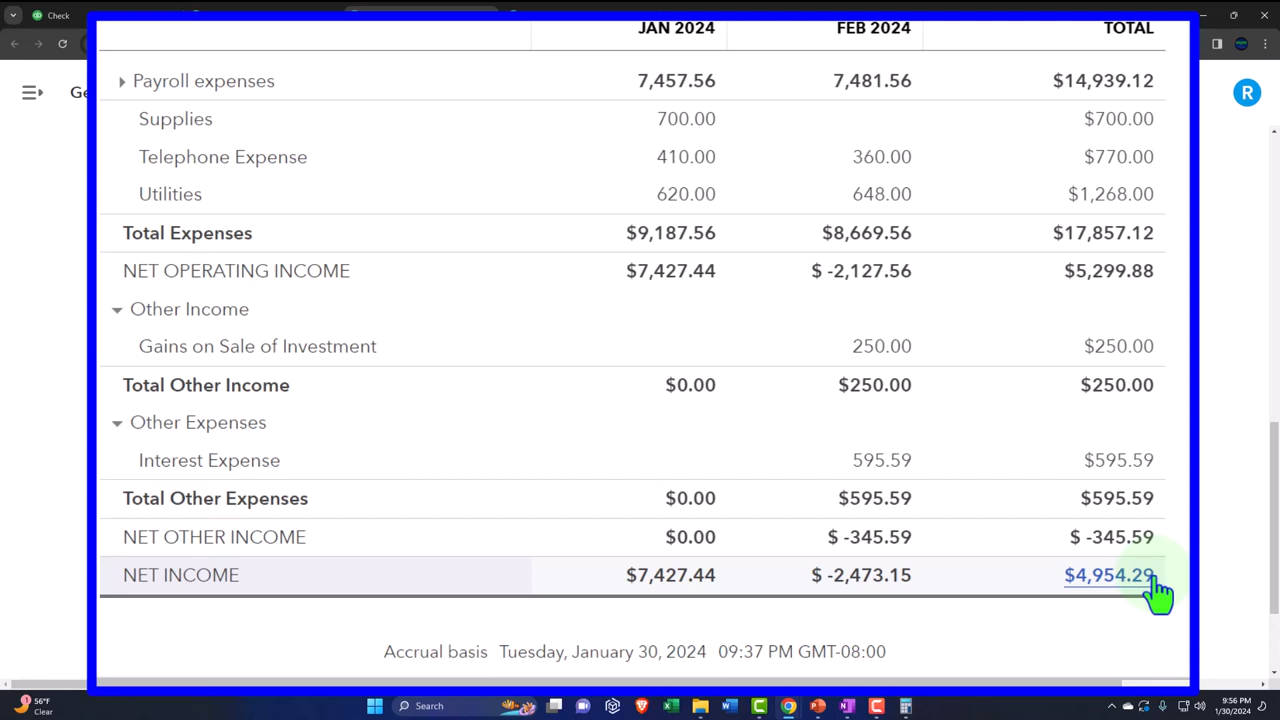 Check
Ge
R
JAN 2024 FEB 2024 TOTAL
Payroll expenses 7,457.56 7,481.56 $14,939.12
Supplies 700.00 $700.00
Telephone Expense 410.00 360.00 $770.00
Utilities 620.00 648.00 $1,268.00
Total Expenses $9,187.56 $8,669.56 $17,857.12
NET OPERATING INCOME $7,427.44 $ -2,127.56 $5,299.88
Other Income
Gains on Sale of Investment 250.00 $250.00
Total Other Income $0.00 $250.00 $250.00
Other Expenses
Interest Expense 595.59 $595.59
Total Other Expenses $0.00 $595.59 $595.59
NET OTHER INCOME $0.00 $ -345.59 $ -345.59
NET INCOME $7,427.44 $ -2,473.15 $4,954.29
Accrual basis Tuesday, January 30, 2024 09:37 PM GMT-08:00
56°F
Clear
Search
9:56 PM
1/30/2024